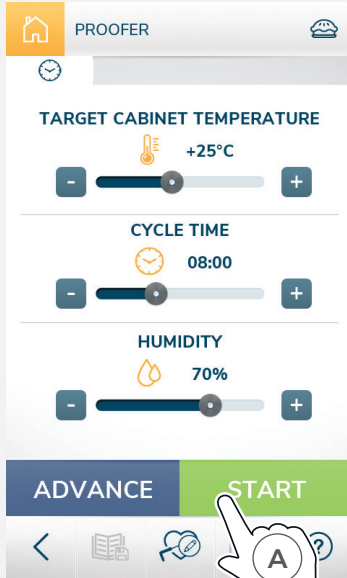 PROOFER
TARGET CABINET TEMPERATURE
+25°C
- +
CYCLE TIME
08:00
- +
HUMIDITY
70%
- +
ADVANCE START
A ?